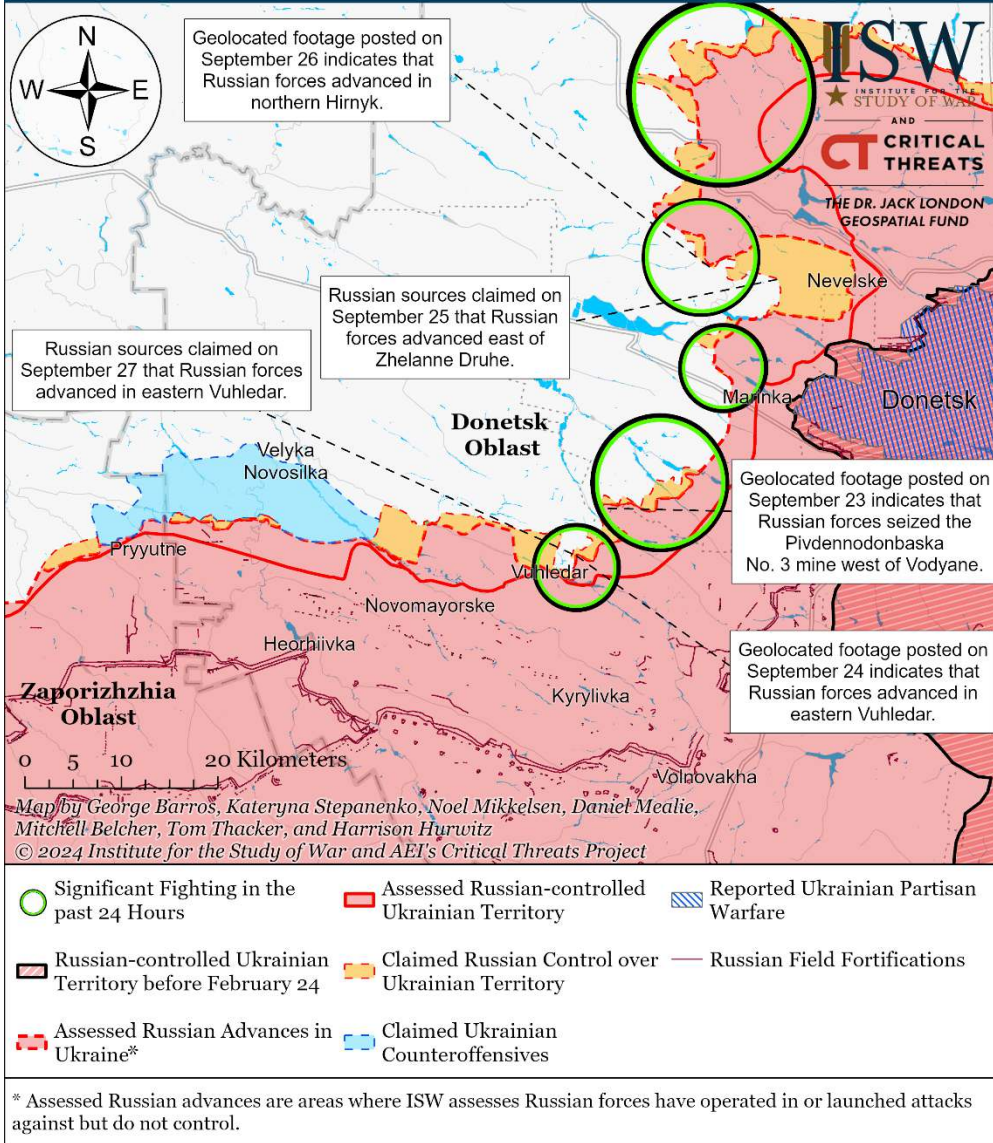 N
W E
S
Geolocated footage posted on
September 26 indicates that
Russian forces advanced in
northern Hirnyk.
ISW
INSTITUTE FOR THE
STUDY OF WAR
AND
CT CRITICAL
THREATS
THE DR. JACK LONDON
GEOSPATIAL FUND
Nevelske
Russian sources claimed on
September 25 that Russian
forces advanced east of
Zhelanne Druhe.
Russian sources claimed on
September 27 that Russian forces
advanced in eastern Vuhledar.
Marinka
Donetsk
Donetsk
Oblast
Velyka
Novosilka
Geolocated footage posted on
September 23 indicates that
Russian forces seized the
Pivdennodonbaska
No. 3 mine west of Vodyane.
Pryyutne
Vuhledar
Novomayorske
Heorhiivka
Geolocated footage posted on
September 24 indicates that
Russian forces advanced in
eastern Vuhledar.
Zaporizhzhia
Oblast
Kyrylivka
Volnovakha
0 5 10 20 Kilometers
Map by George Barros, Kateryna Stepanenko, Noel Mikkelsen, Daniel Mealie,
Mitchell Belcher, Tom Thacker, and Harrison Hurwitz
© 2024 Institute for the Study of War and AEI's Critical Threats Project
Significant Fighting in the
past 24 Hours
Russian-controlled Ukrainian
Territory before February 24
Assessed Russian Advances in
Ukraine*
Assessed Russian-controlled
Ukrainian Territory
Claimed Russian Control over
Ukrainian Territory
Claimed Ukrainian
Counteroffensives
Reported Ukrainian Partisan
Warfare
Russian Field Fortifications
* Assessed Russian advances are areas where ISW assesses Russian forces have operated in or launched attacks
against but do not control.